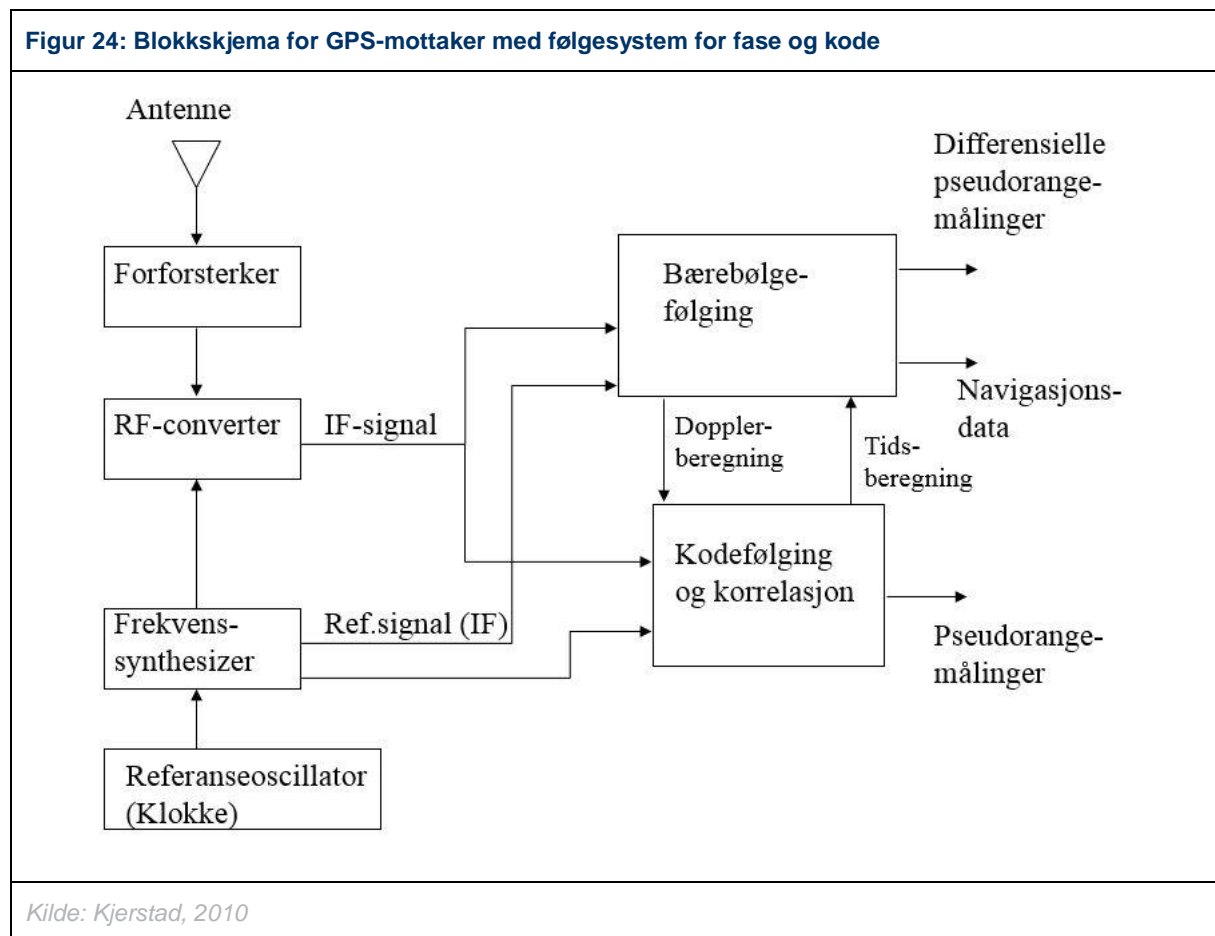 Figur 24: Blokkskjema for GPS-mottaker med følgesystem for fase og kode
Antenne
Differensielle
pseudorange-
målinger
Forforsterker
Bærebølge-
følging
RF-converter
IF-signal
Navigasjons-
data
Doppler-
beregning
Tids-
beregning
Kodefølging
og korrelasjon
Frekvens-
synthesizer
Ref.signal (IF)
Pseudorange-
målinger
Referanseoscillator
(Klokke)
Kilde: Kjerstad, 2010